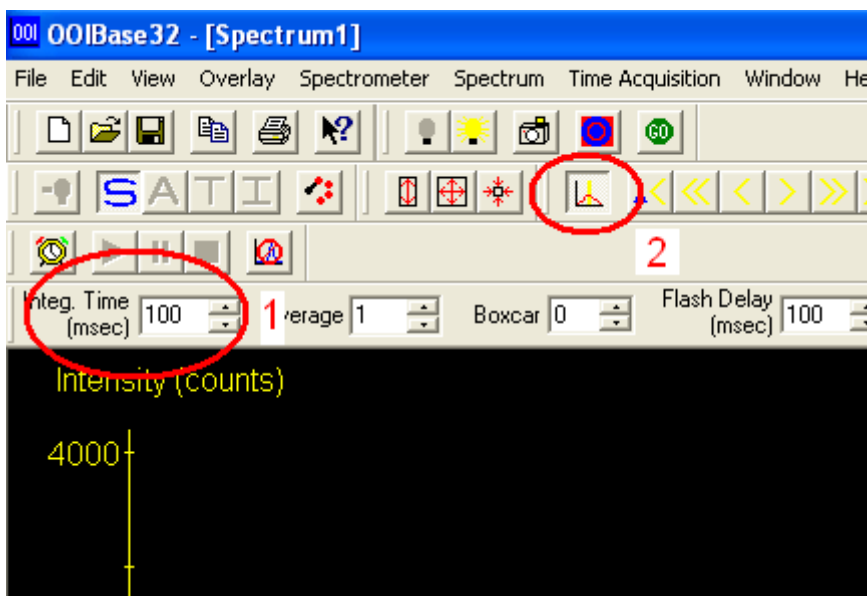 OOI OOIBase32 - [Spectrum1]
File Edit View Overlay Spectrometer Spectrum Time Acquisition Window He
GO
S A T I
2
Integ. Time (msec) 100 1 verage 1 Boxcar 0 Flash Delay (msec) 100
Intensity (counts)
4000